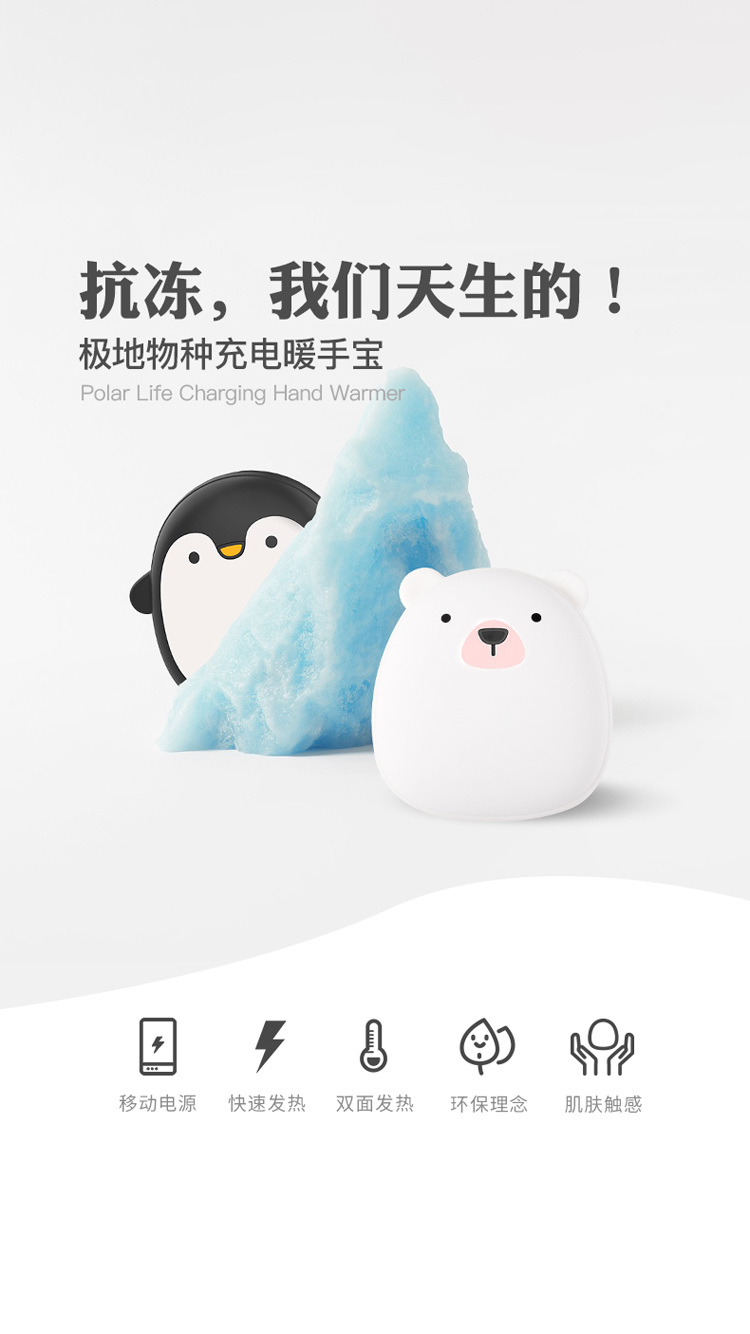 抗冻，我们天生的！
极地物种充电暖手宝
Polar Life Charging Hand Warmer
移动电源 快速发热 双面发热 环保理念 肌肤触感